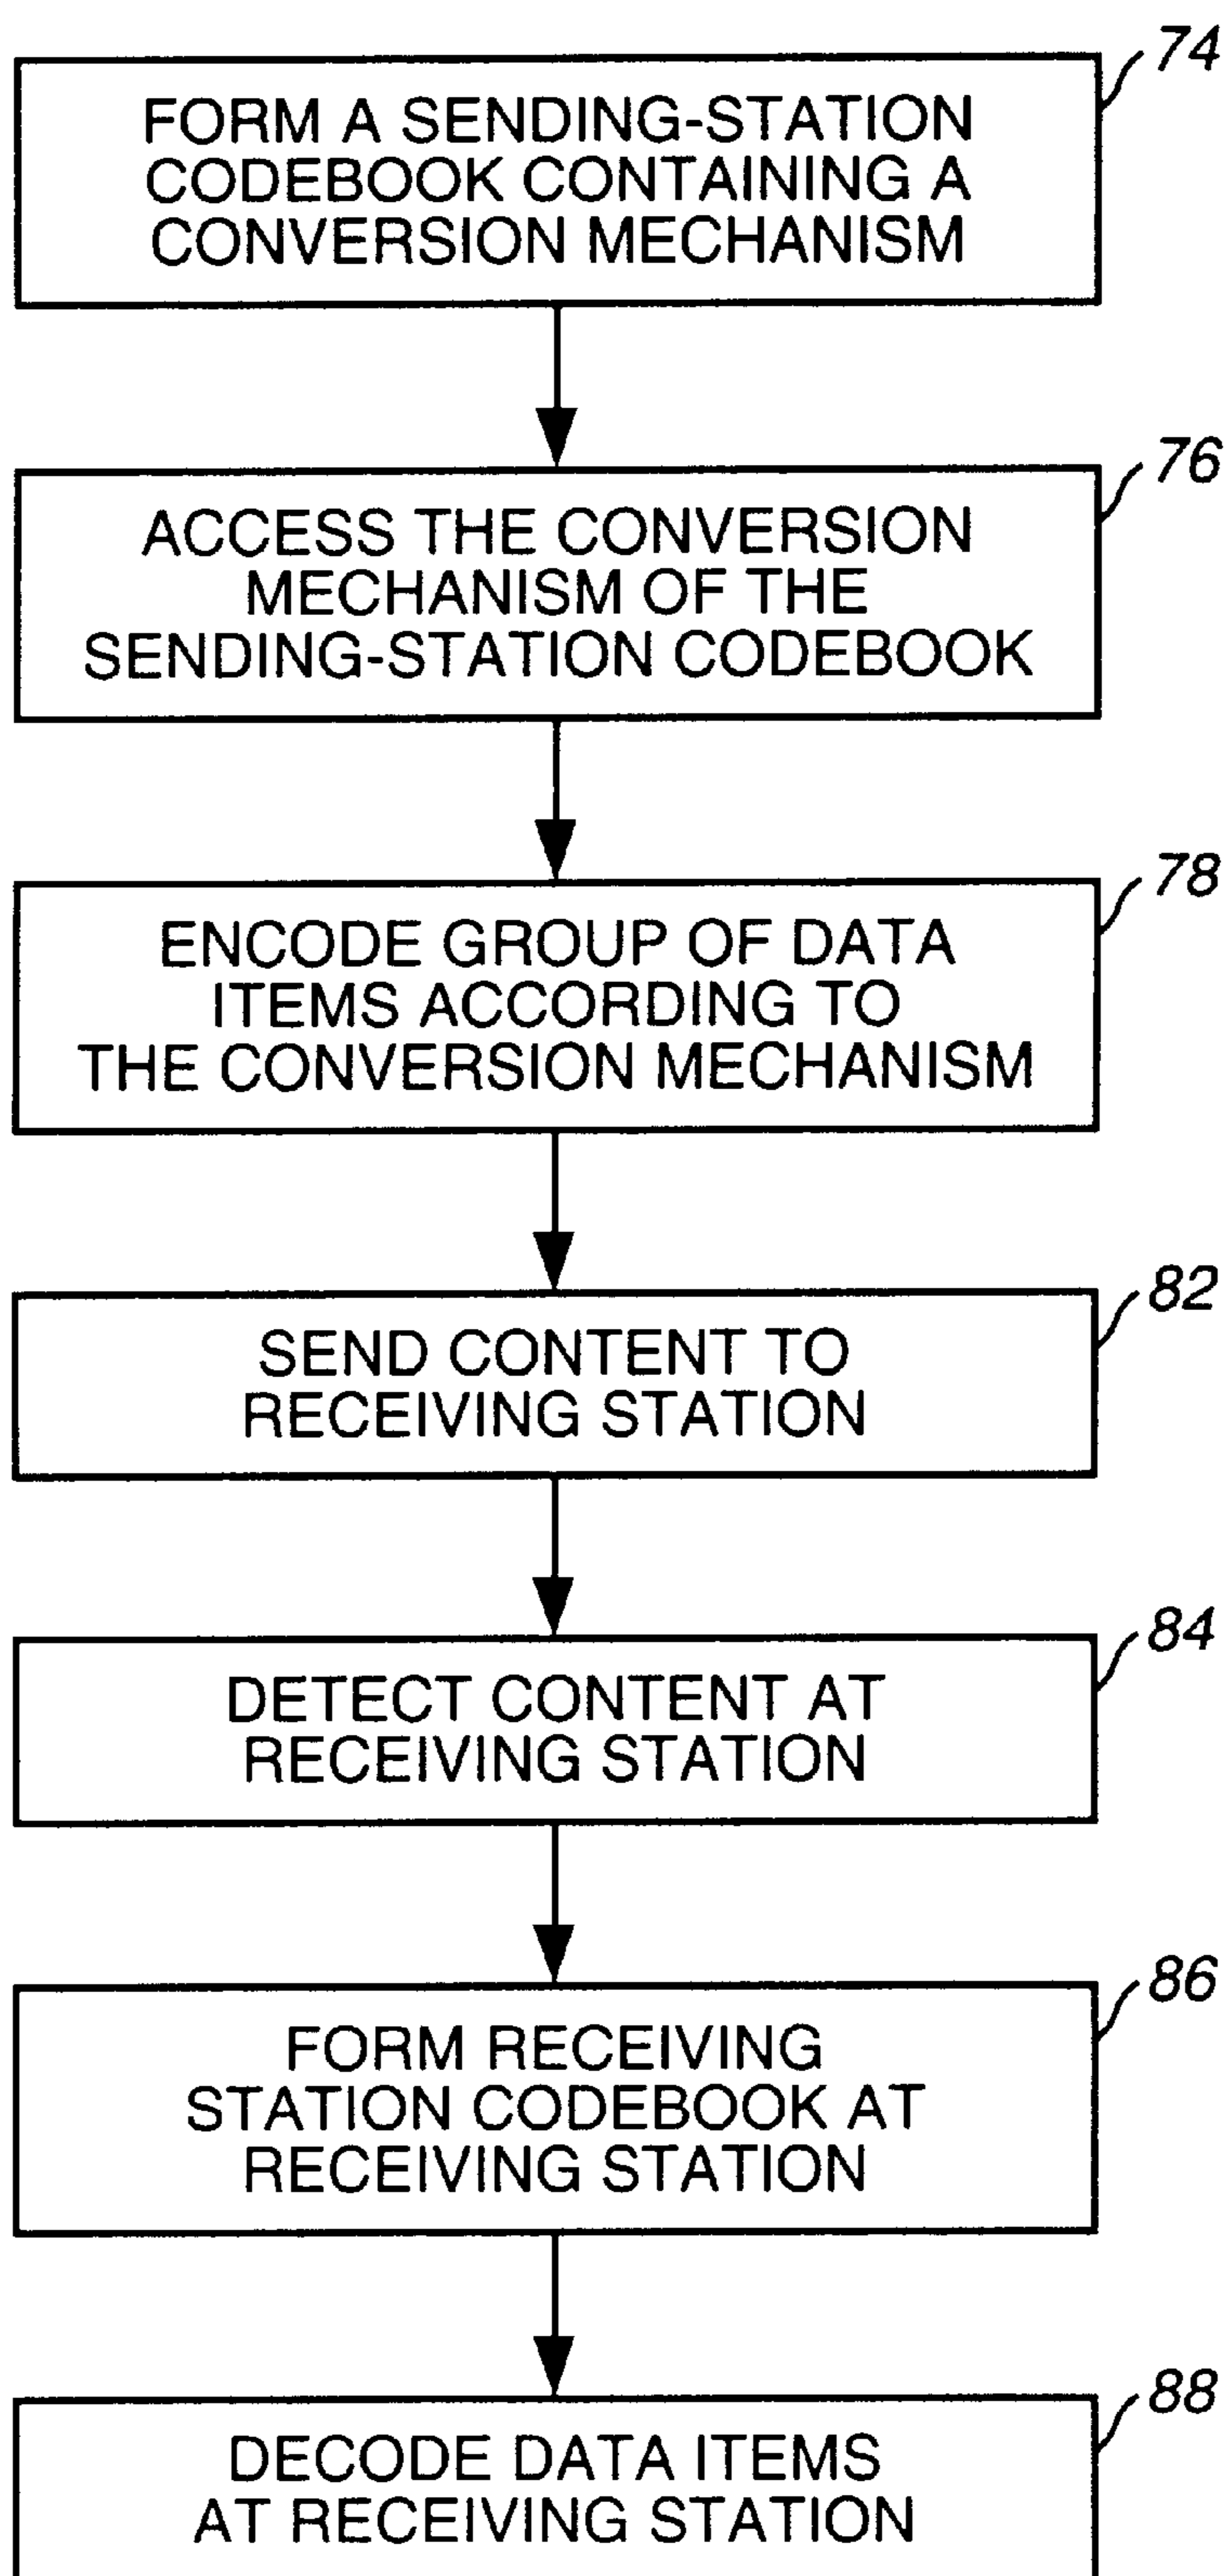 74
FORM A SENDING-STATION
CODEBOOK CONTAINING A
CONVERSION MECHANISM
76
ACCESS THE CONVERSION
MECHANISM OF THE
SENDING-STATION CODEBOOK
78
ENCODE GROUP OF DATA
ITEMS ACCORDING TO
THE CONVERSION MECHANISM
82
SEND CONTENT TO
RECEIVING STATION
84
DETECT CONTENT AT
RECEIVING STATION
86
FORM RECEIVING
STATION CODEBOOK AT
RECEIVING STATION
88
DECODE DATA ITEMS
AT RECEIVING STATION